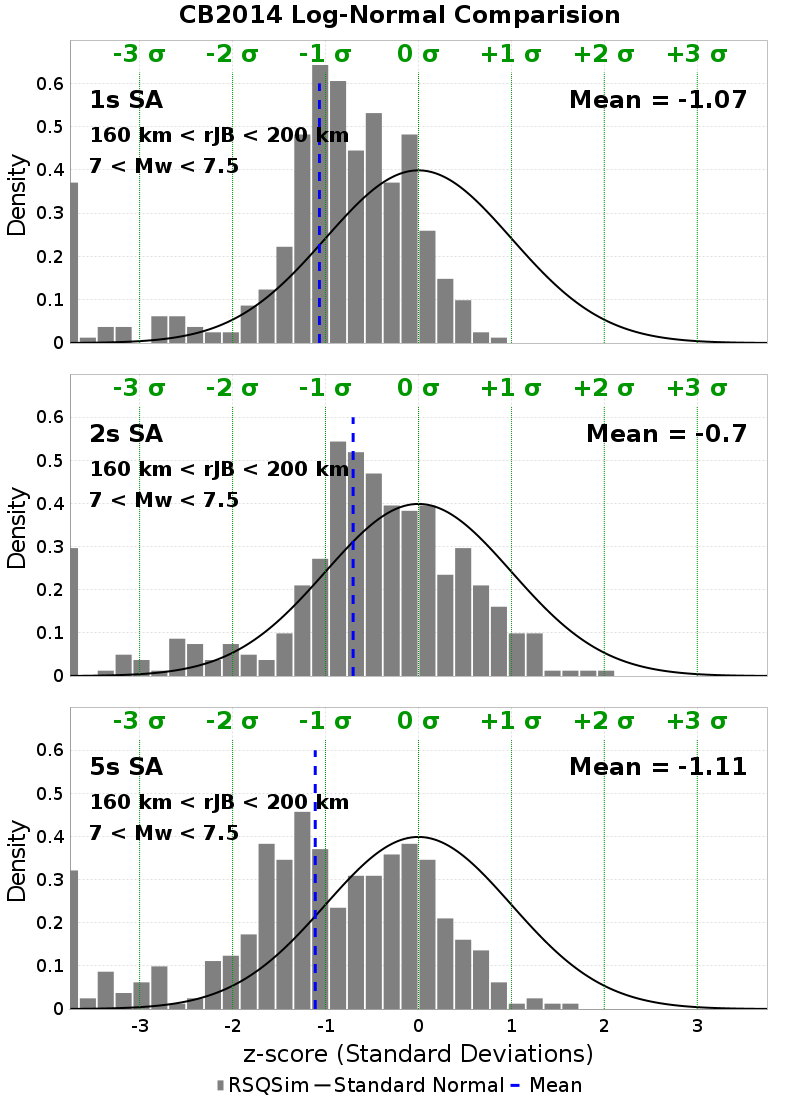 CB2014 Log-Normal Comparision
-3 σ -2 σ -1 σ 0 σ +1 σ +2 σ +3 σ
0.6
1s SA Mean = -1.07
0.5
160 km < rJB < 200 km
7 < Mw < 7.5
0.4
Density
0.3
0.2
0.1
0
-3 σ -2 σ -1 σ 0 σ +1 σ +2 σ +3 σ
0.6
2s SA Mean = -0.7
0.5
160 km < rJB < 200 km
7 < Mw < 7.5
0.4
Density
0.3
0.2
0.1
0
-3 σ -2 σ -1 σ 0 σ +1 σ +2 σ +3 σ
0.6
5s SA Mean = -1.11
0.5
160 km < rJB < 200 km
7 < Mw < 7.5
0.4
Density
0.3
0.2
0.1
0
-3 -2 -1 0 1 2 3
z-score (Standard Deviations)
RSQSim Standard Normal Mean